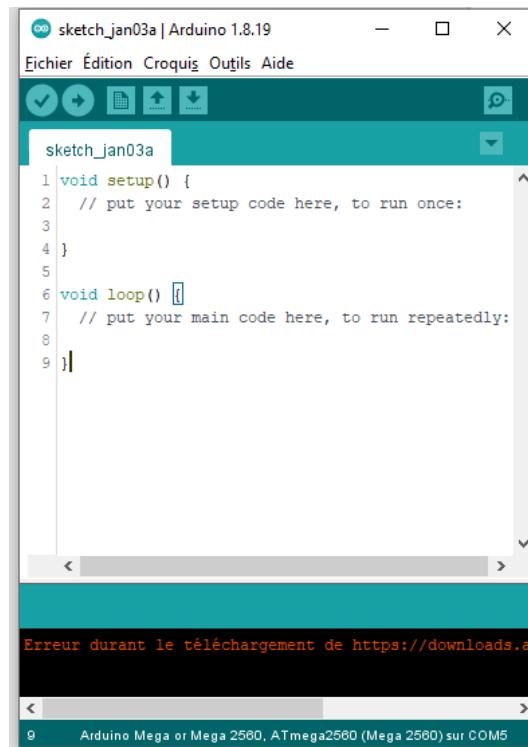 sketch_jan03a | Arduino 1.8.19
Fichier Édition Croquis Outils Aide
sketch_jan03a
1 void setup() {
2 // put your setup code here, to run once:
3
4 }
5
6 void loop() {
7 // put your main code here, to run repeatedly:
8
9 }
Erreur durant le téléchargement de https://downloads.a
9 Arduino Mega or Mega 2560, ATmega2560 (Mega 2560) sur COM5